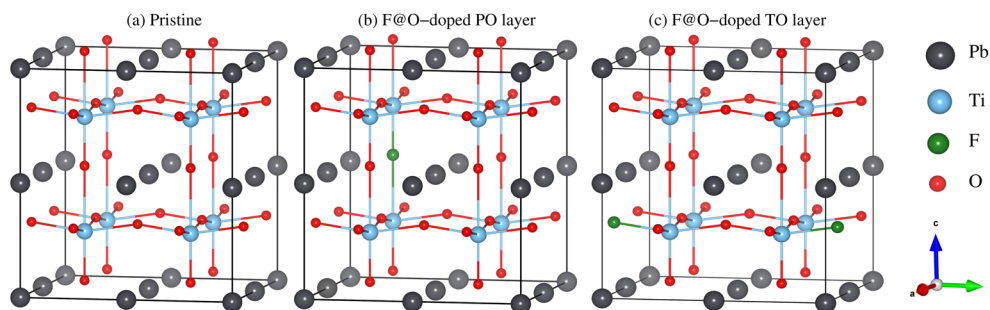 (a) Pristine
(b) F@O−doped PO layer
(c) F@O−doped TO layer
Pb
Ti
F
O
c
a